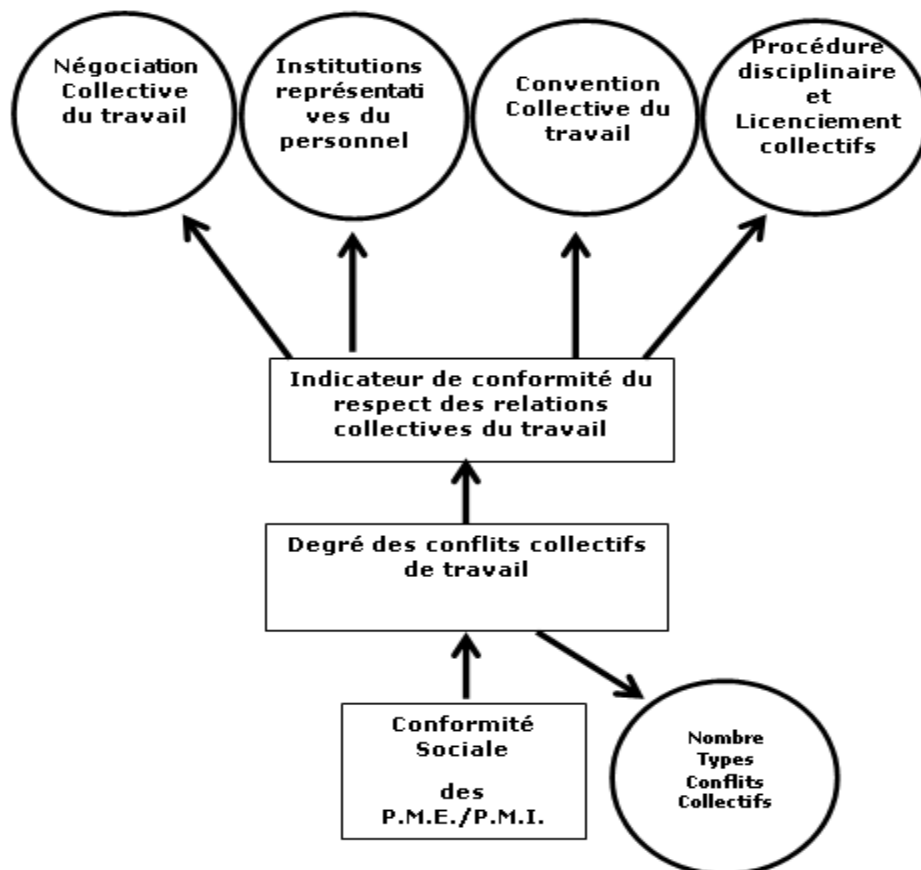 Négociation
Collective
du travail
Institutions
représentati
ves du
personnel
Convention
Collective du
travail
Procédure
disciplinaire
et
Licenciement
collectifs
Indicateur de conformité du
respect des relations
collectives du travail
Degré des conflits collectifs
de travail
Conformité
Sociale
des
P.M.E./P.M.I.
Nombre
Types
Conflits
Collectifs